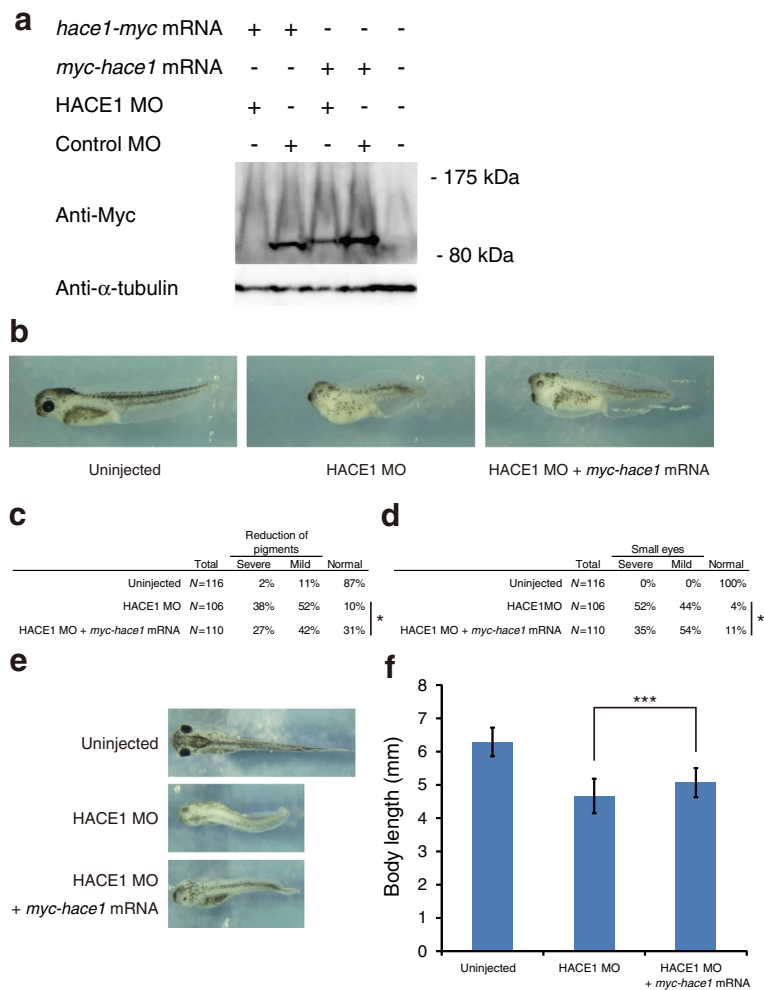 a
hace1-myc mRNA + + - - -
myc-hace1 mRNA - - + + -
HACE1 MO + - + - -
Control MO - + - + -
- 175 kDa
Anti-Myc
- 80 kDa
Anti-α-tubulin
b
Uninjected HACE1 MO HACE1 MO + myc-hace1 mRNA
c
Reduction of
pigments
Total Severe Mild Normal
Uninjected N=116 2% 11% 87%
HACE1 MO N=106 38% 52% 10%
*
HACE1 MO + myc-hace1 mRNA N=110 27% 42% 31%
d
Small eyes
Total Severe Mild Normal
Uninjected N=116 0% 0% 100%
HACE1MO N=106 52% 44% 4%
*
HACE1 MO + myc-hace1 mRNA N=110 35% 54% 11%
e
Uninjected
HACE1 MO
HACE1 MO
+ myc-hace1 mRNA
f
Body length (mm)
8
7
6
5
4
3
2
1
0
***
Uninjected HACE1 MO HACE1 MO
+ myc-hace1 mRNA